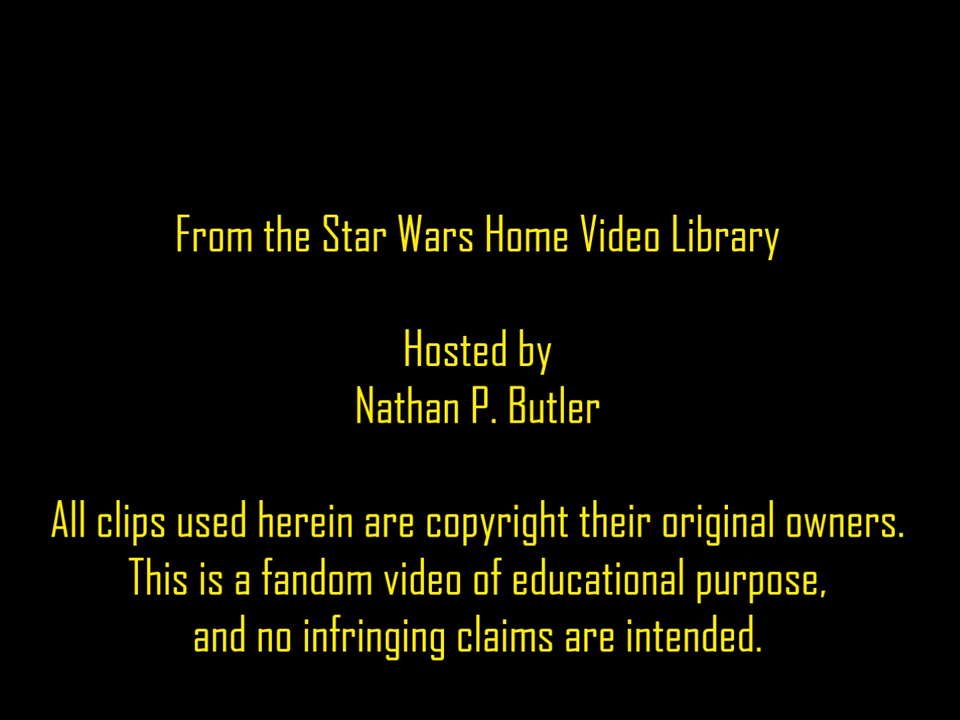 From the Star Wars Home Video Library
Hosted by
Nathan P. Butler
All clips used herein are copyright their original owners.
This is a fandom video of educational purpose,
and no infringing claims are intended.